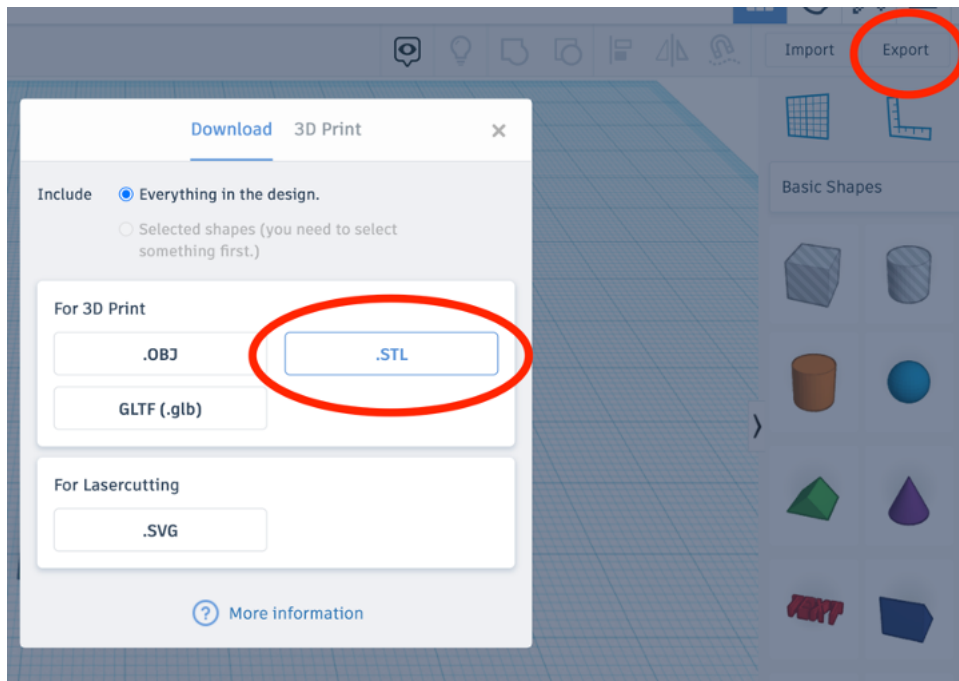 Import
Export
Download
3D Print
Basic Shapes
Include
Everything in the design.
Selected shapes (you need to select
something first.)
For 3D Print
.OBJ
.STL
GLTF (.glb)
For Lasercutting
.SVG
More information
TEXT